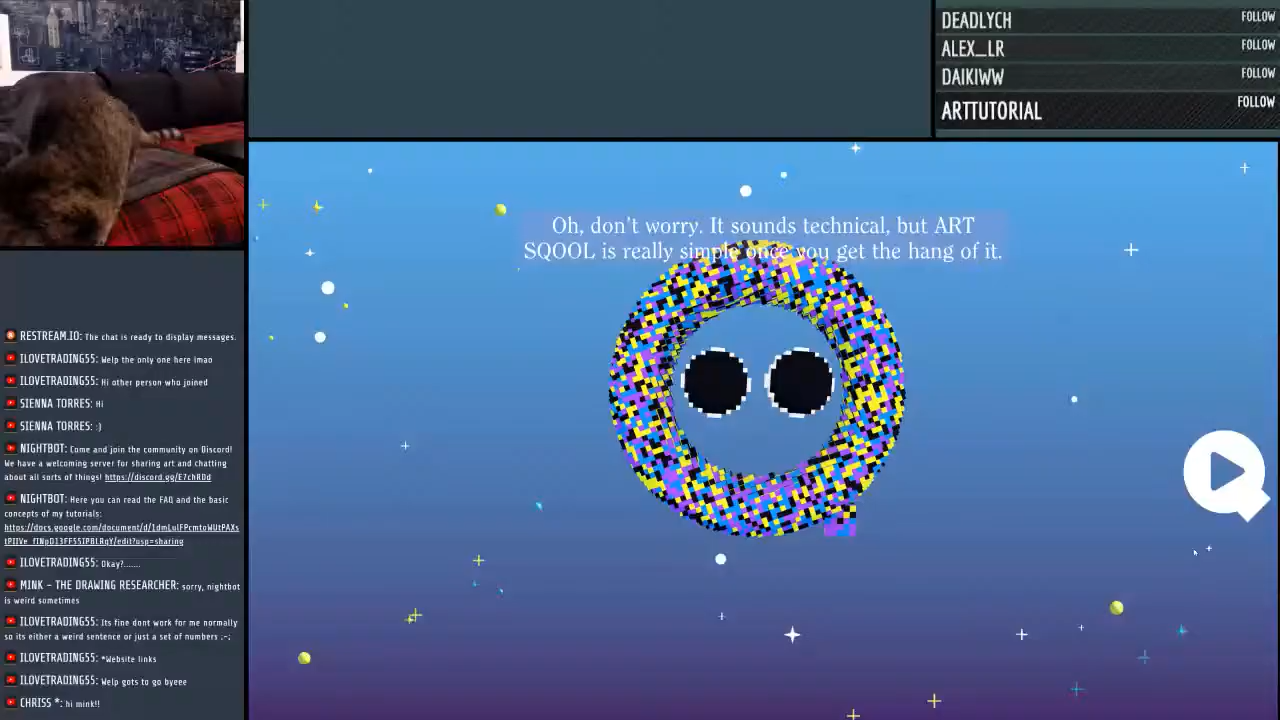 DEADLYCH FOLLOW
ALEX_LR FOLLOW
DAIKIWW FOLLOW
ARTTUTORIAL FOLLOW
Oh, don't worry. It sounds technical, but ART
SQOOL is really simple once you get the hang of it.
RESTREAM.IO: The chat is ready to display messages.
ILOVETRADING55: Welp the only one here lmao
ILOVETRADING55: Hi other person who joined
SIENNA TORRES: Hi
SIENNA TORRES: :)
NIGHTBOT: Come and join the community on Discord!
We have a welcoming server for sharing art and chatting
about all sorts of things! https://discord.gg/E7chRDd
NIGHTBOT: Here you can read the FAQ and the basic
concepts of my tutorials:
ILOVETRADING55: Okay?......
MINK - THE DRAWING RESEARCHER: sorry, nightbot
is weird sometimes
ILOVETRADING55: Its fine dont work for me normally
so its either a weird sentence or just a set of numbers ;-;
ILOVETRADING55: *Website links
ILOVETRADING55: Welp gots to go byeee
CHRISS *: hi mink!!